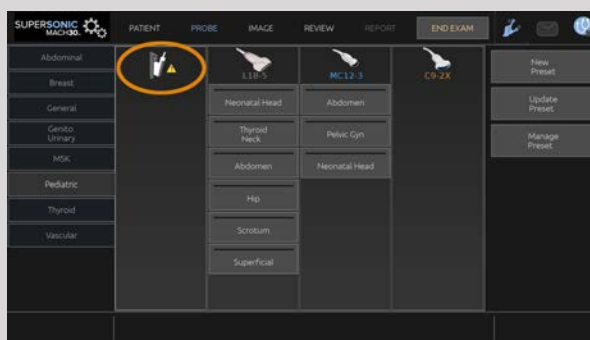 SUPERSONIC
MACH30.
PATIENT
PROBE
IMAGE
REVIEW
REPORT
END EXAM
Abdominal
Breast
General
Genito
Urinary
MSK
Pediatric
Thyroid
Vascular
L18-5
MC12-3
C9-2X
Neonatal Head
Thyroid
Neck
Abdomen
Hip
Scrotum
Superficial
Abdomen
Pelvic Gyn
Neonatal Head
New
Preset
Update
Preset
Manage
Preset